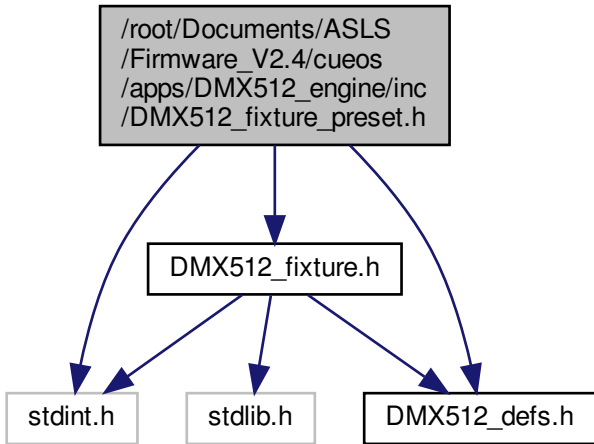 /root/Documents/ASLS
/Firmware_V2.4/cueos
/apps/DMX512_engine/inc
/DMX512_fixture_preset.h
DMX512_fixture.h
stdint.h
stdlib.h
DMX512_defs.h